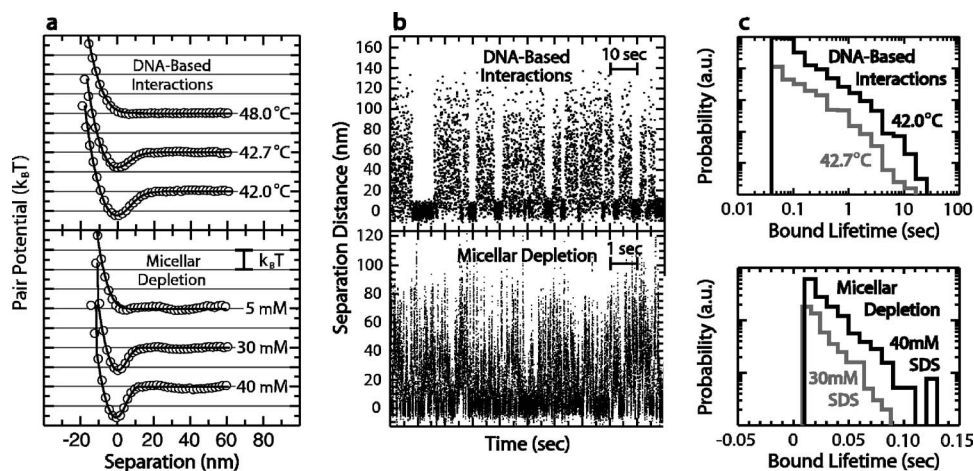 a
DNA-Based
Interactions
48.0 °C
42.7°C
42.0°C
Micellar
Depletion
kBT
5 mM
30 mM
40 mM
Pair Potential (kBT)
-20 0 20 40 60
Separation (nm)
b
DNA-Based
Interactions
10 sec
160
140
120
100
80
60
40
20
0
Micellar Depletion
1 sec
120
100
80
60
40
20
0
Separation Distance (nm)
Time (sec)
c
DNA-Based
Interactions
42.0°C
42.7°C
Probability (a.u.)
0.01 0.1 1 10 100
Bound Lifetime (sec)
Micellar
Depletion
40mM
SDS
30mM
SDS
Probability (a.u.)
-0.05 0 0.05 0.10 0.15
Bound Lifetime (sec)